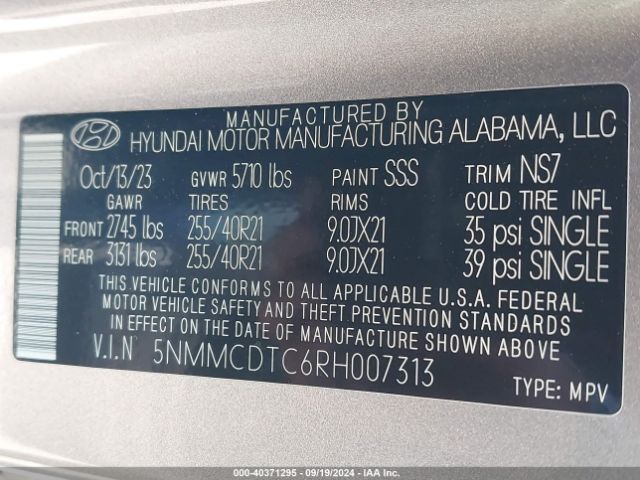 MANUFACTURED BY
HYUNDAI MOTOR MANUFACTURING ALABAMA, LLC
Oct/13/23 GVWR 5710 lbs PAINT SSS TRIM NS7
GAWR TIRES RIMS COLD TIRE INFL
FRONT 2745 lbs 255/40R21 9.0JX21 35 psi SINGLE
REAR 3131 lbs 255/40R21 9.0JX21 39 psi SINGLE
THIS VEHICLE CONFORMS TO ALL APPLICABLE U.S.A. FEDERAL
MOTOR VEHICLE SAFETY AND THEFT PREVENTION STANDARDS
IN EFFECT ON THE DATE OF MANUFACTURE SHOWN ABOVE
V.I.N 5NMMCDTC6RH007313
TYPE: MPV
000-40371295 - 09/19/2024 - IAA Inc.